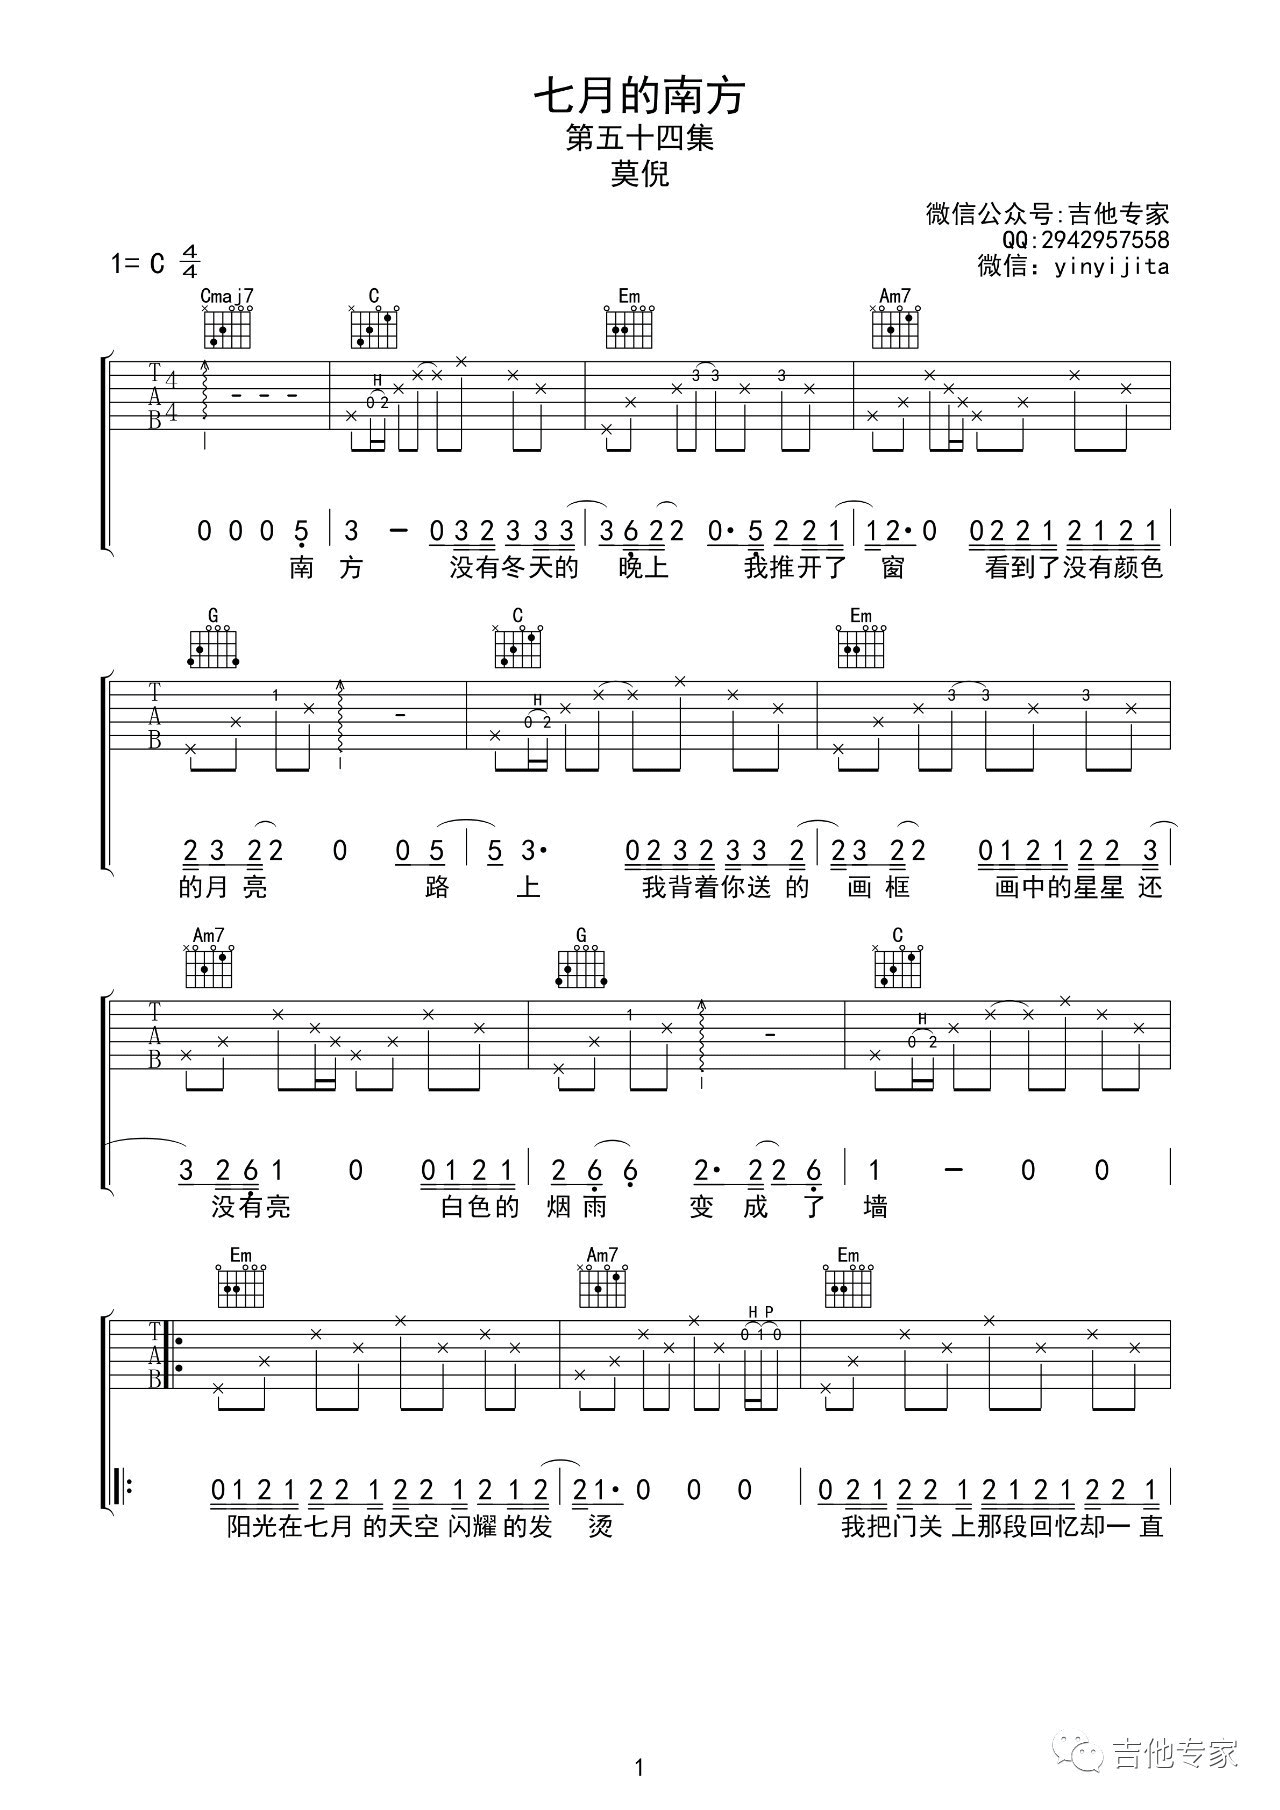 七月的南方
第五十四集
莫倪
微信公众号:吉他专家
QQ:2942957558
微信：yinyijita
1= C 4/4
Cmaj7 C Em Am7
T A B 4 4 H 0 2 3 3 3
0 0 0 5 | 3 - 0 3 2 3 3 3 | 3 6 2 2 0· 5 2 2 1 | 1 2· 0 0 2 2 1 2 1 2 1 |
南方 没有冬天的 晚上 我推开了 窗 看到了没有颜色
G C Em
T A B 1 - H 0 2 3 3 3
2 3 2 2 0 0 5 | 5 3· 0 2 3 2 3 3 2 | 2 3 2 2 0 1 2 1 2 2 3
的月亮 路 上 我背着你送的 画框 画中的星星还
Am7 G C
T A B 1 - H 0 2
3 2 6 1 0 0 1 2 1 | 2 6 6 2· 2 2 6 | 1 - 0 0 |
没有亮 白色的 烟雨 变成了 墙
Em Am7 Em
T A B H P 0 1 0
0 1 2 1 2 2 1 2 2 1 2 1 2 | 2 1· 0 0 0 | 0 2 1 2 2 1 2 1 2 1 2 2 1 |
阳光在七月的天空闪耀的发 烫 我把门关上那段回忆却一直
1
吉他专家